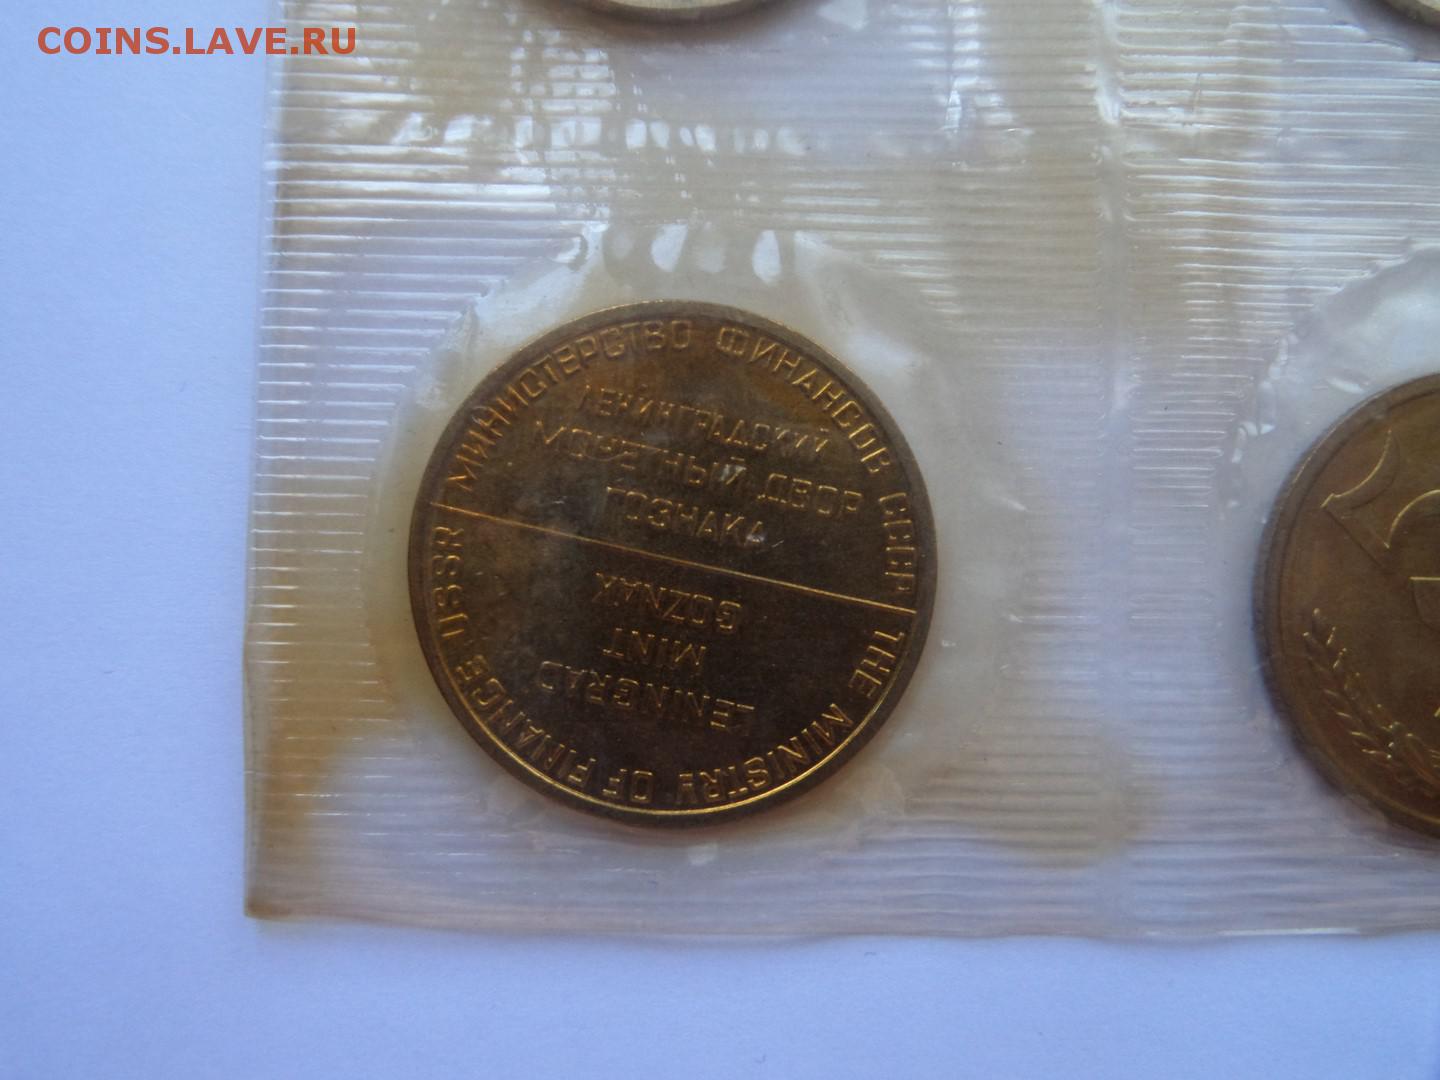 COINS.LAVE.RU
МИНИСТЕРСТВО ФИНАНСОВ СССР
ЛЕНИНГРАДСКИЙ
МОНЕТНЫЙ ДВОР
ГОЗНАКА
THE MINISTRY OF FINANCE USSR
LENINGRAD
MINT
GOZNAK